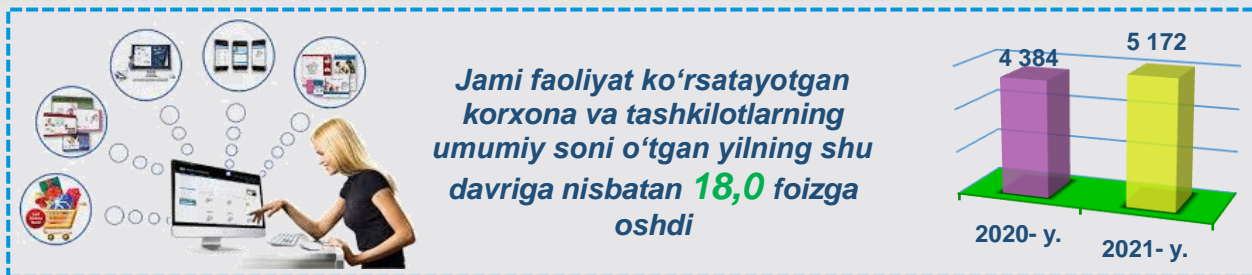 Jami faoliyat ko‘rsatayotgan
korxona va tashkilotlarning
umumiy soni o‘tgan yilning shu
davriga nisbatan 18,0 foizga
oshdi
4 384
5 172
2020- y.
2021- y.